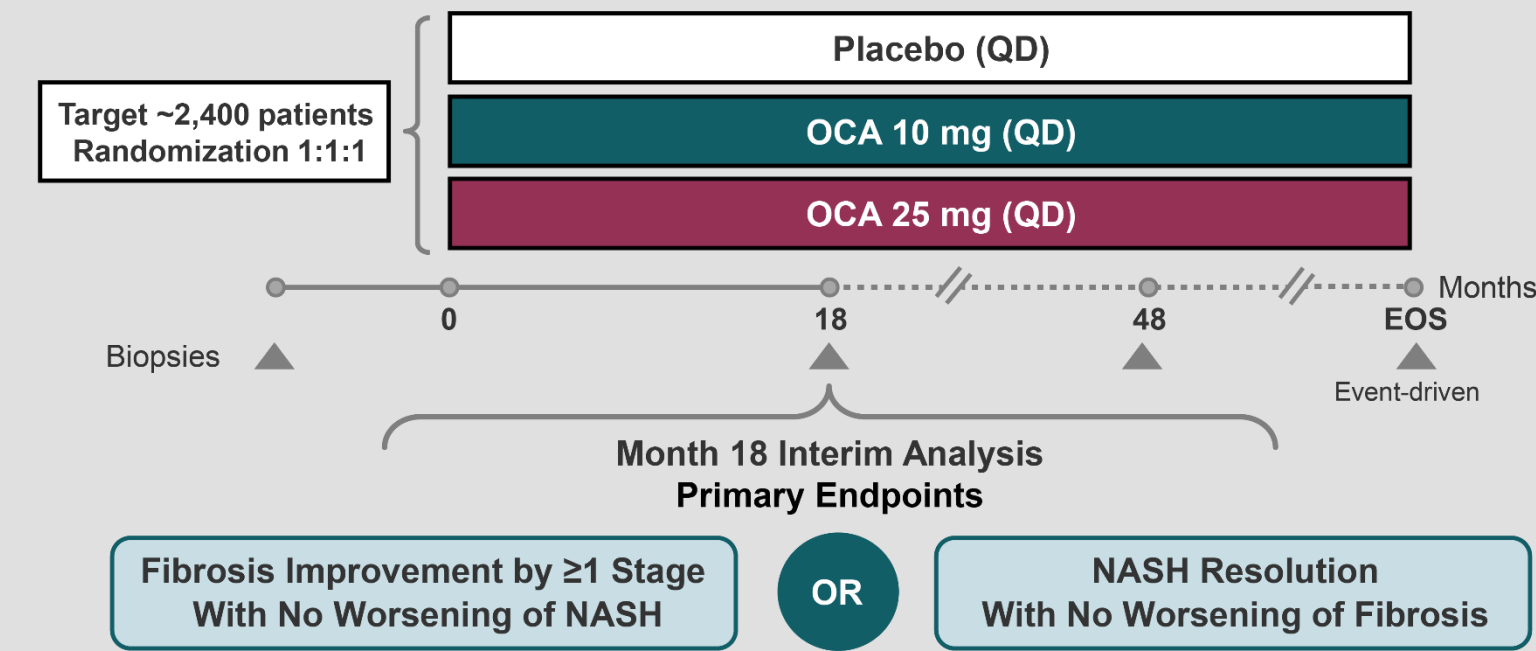 Placebo (QD)
Target ~2,400 patients
Randomization 1:1:1
OCA 10 mg (QD)
OCA 25 mg (QD)
Months
0
18
48
EOS
Biopsies
Event-driven
Month 18 Interim Analysis
Primary Endpoints
Fibrosis Improvement by ≥1 Stage
With No Worsening of NASH
OR
NASH Resolution
With No Worsening of Fibrosis